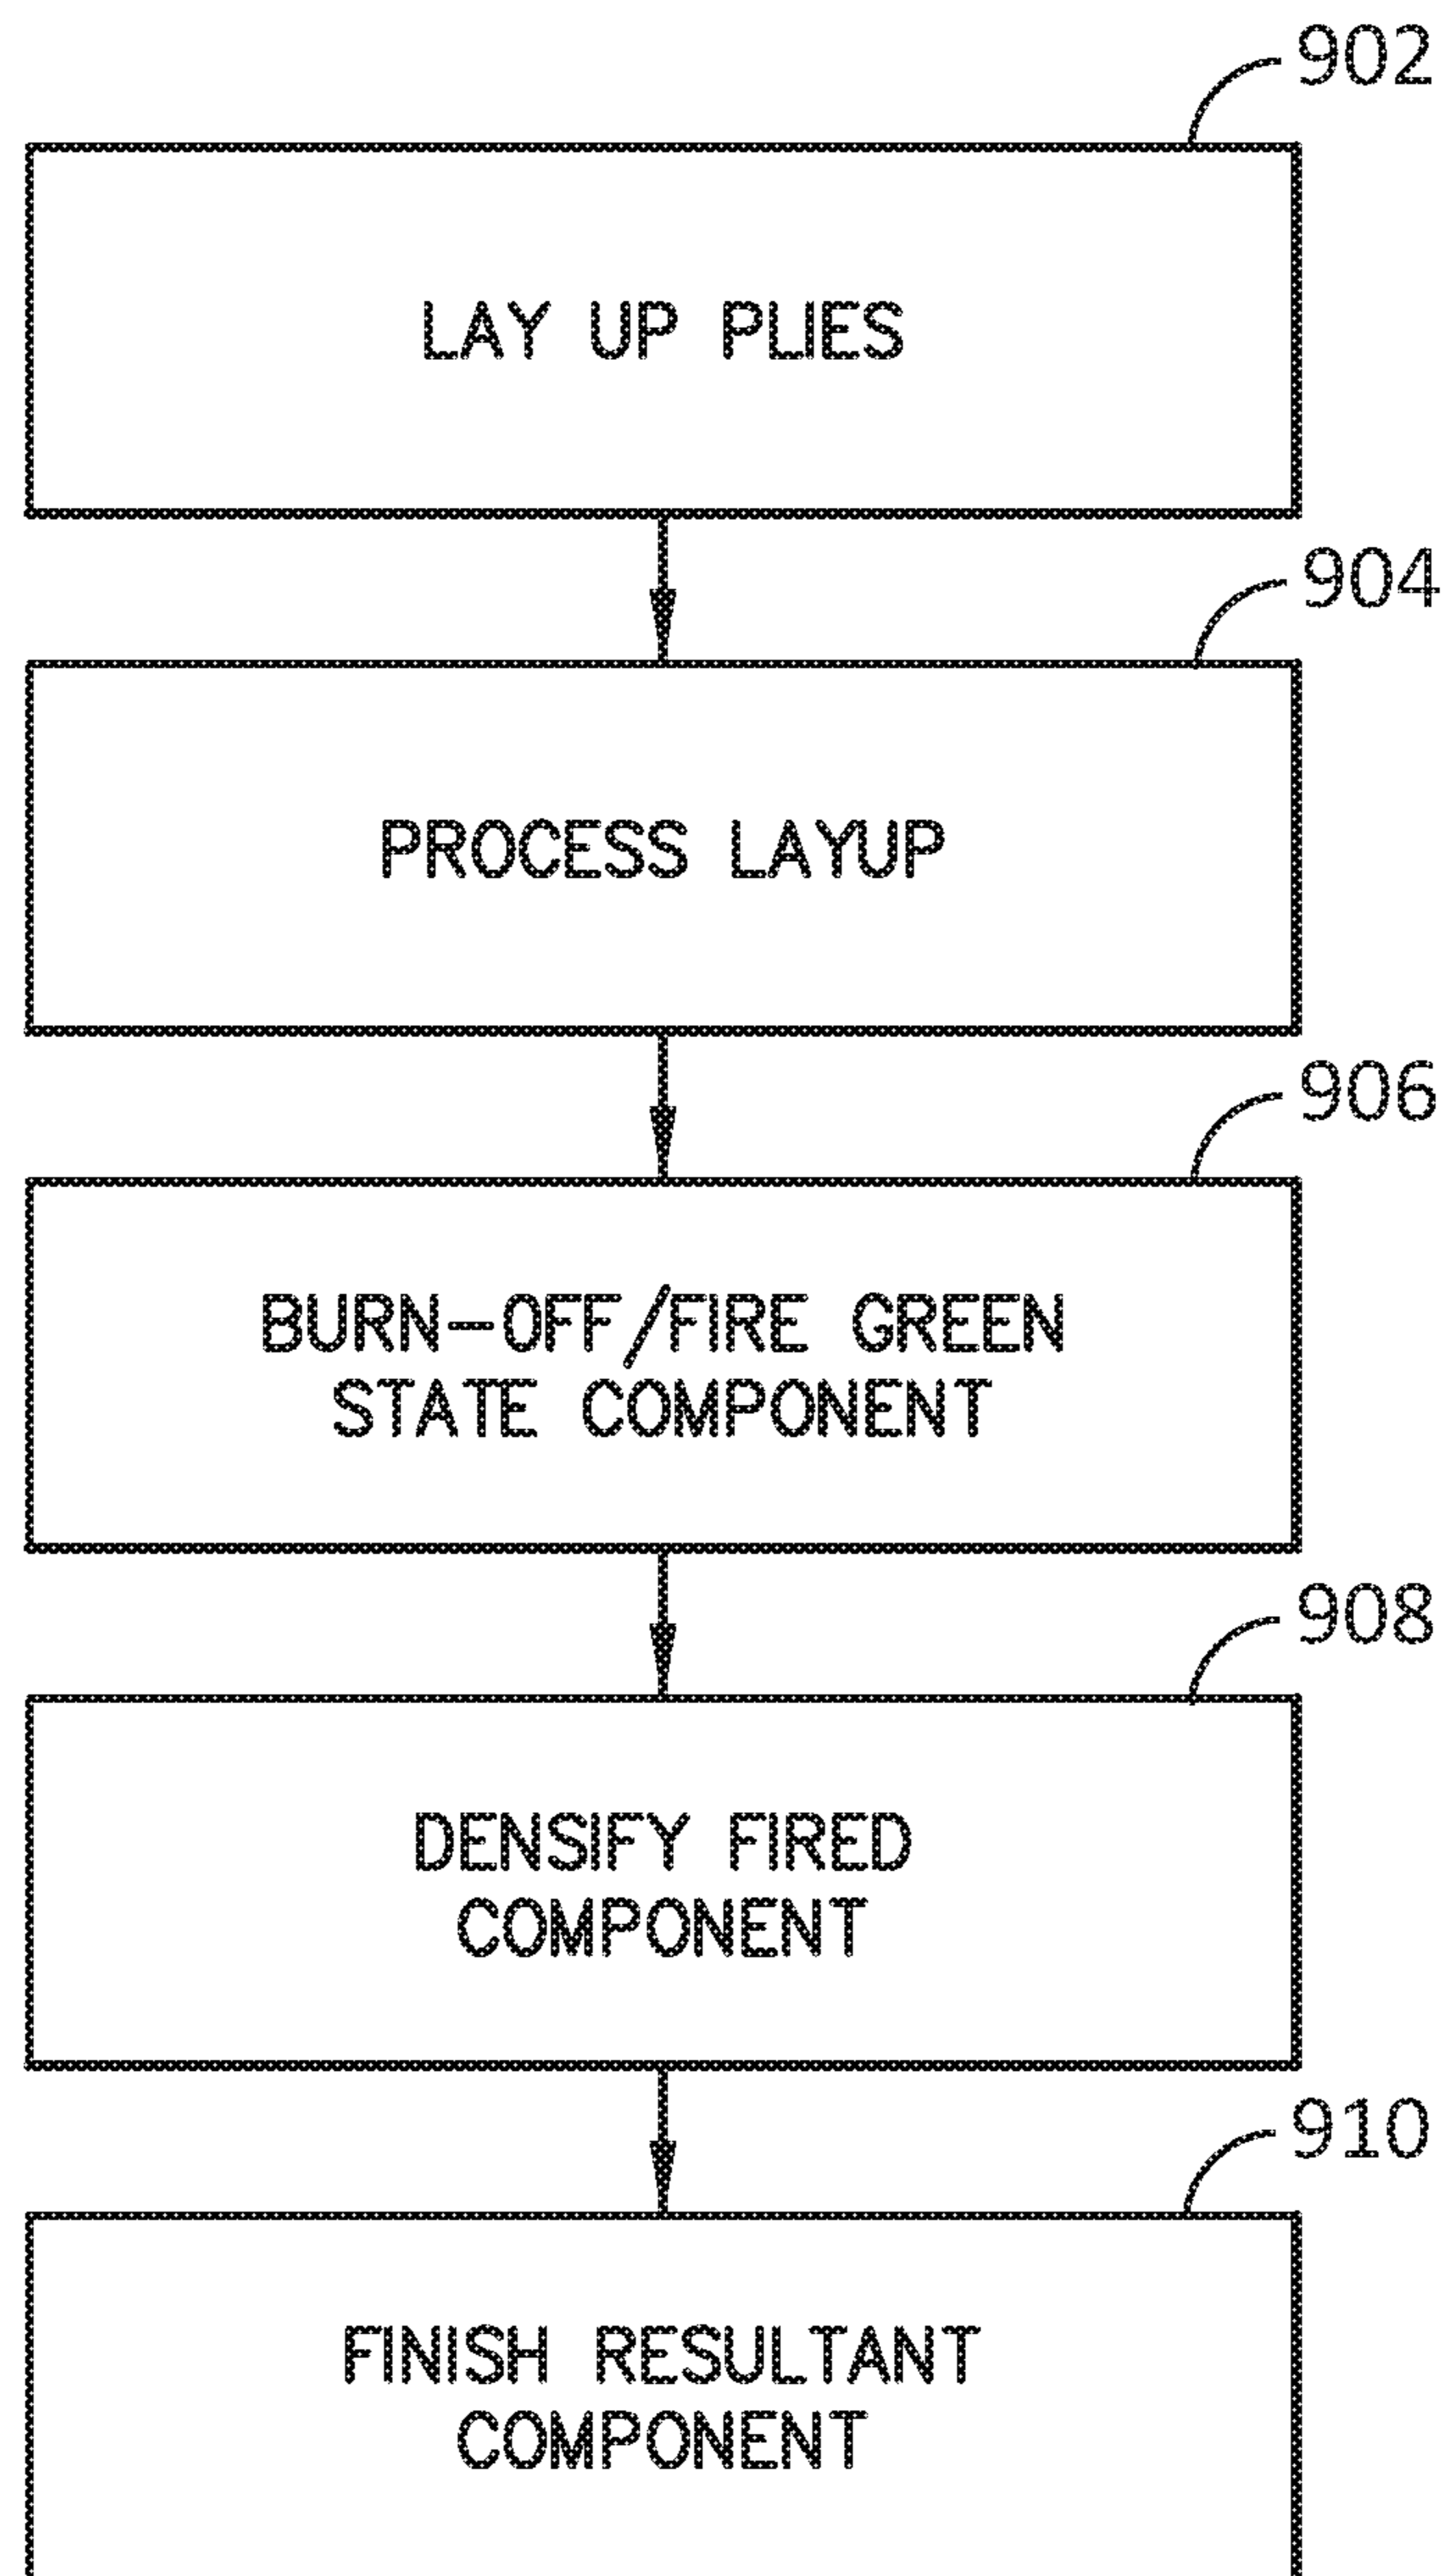 902
LAY UP PLIES
904
PROCESS LAYUP
906
BURN-OFF/FIRE GREEN
STATE COMPONENT
908
DENSIFY FIRED
COMPONENT
910
FINISH RESULTANT
COMPONENT